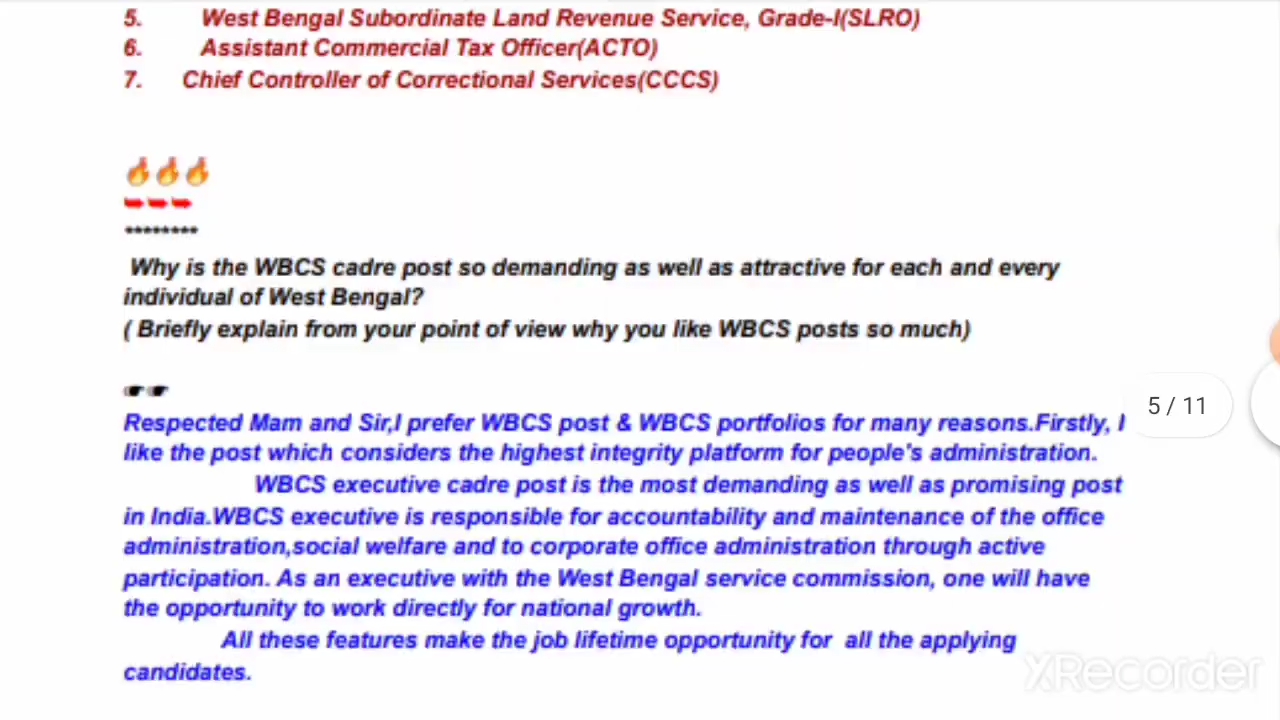 5. West Bengal Subordinate Land Revenue Service, Grade-I(SLRO)
6. Assistant Commercial Tax Officer(ACTO)
7. Chief Controller of Correctional Services(CCCS)
🔥🔥🔥
➥➥➥
********
Why is the WBCS cadre post so demanding as well as attractive for each and every
individual of West Bengal?
( Briefly explain from your point of view why you like WBCS posts so much)
☛☛
Respected Mam and Sir,I prefer WBCS post & WBCS portfolios for many reasons.Firstly, I
like the post which considers the highest integrity platform for people's administration.
WBCS executive cadre post is the most demanding as well as promising post
in India.WBCS executive is responsible for accountability and maintenance of the office
administration,social welfare and to corporate office administration through active
participation. As an executive with the West Bengal service commission, one will have
the opportunity to work directly for national growth.
All these features make the job lifetime opportunity for all the applying
candidates.
5 / 11
XRecorder